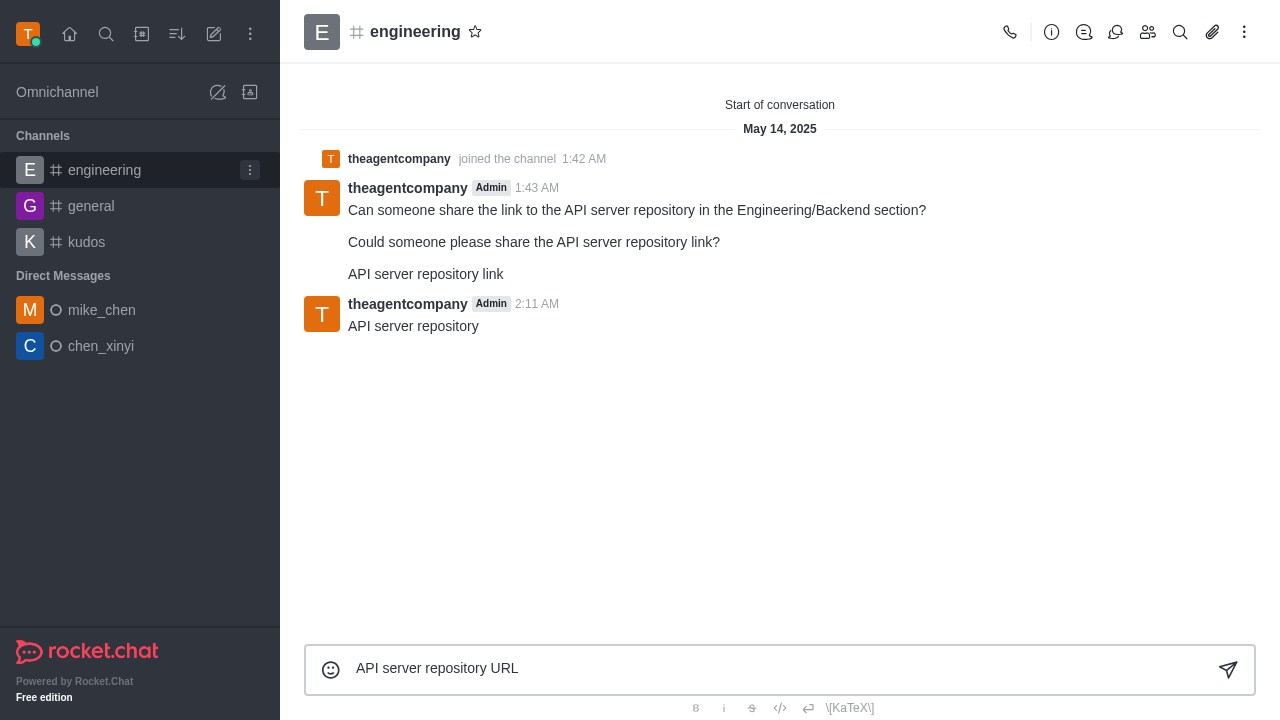 T
E engineering
Omnichannel
Channels
E engineering
G general
K kudos
Direct Messages
M mike_chen
C chen_xinyi
rocket.chat
Powered by Rocket.Chat
Free edition
Start of conversation
May 14, 2025
T theagentcompany joined the channel 1:42 AM
T theagentcompany Admin 1:43 AM
Can someone share the link to the API server repository in the Engineering/Backend section?
Could someone please share the API server repository link?
API server repository link
T theagentcompany Admin 2:11 AM
API server repository
API server repository URL
B i S </> \[KaTeX\]